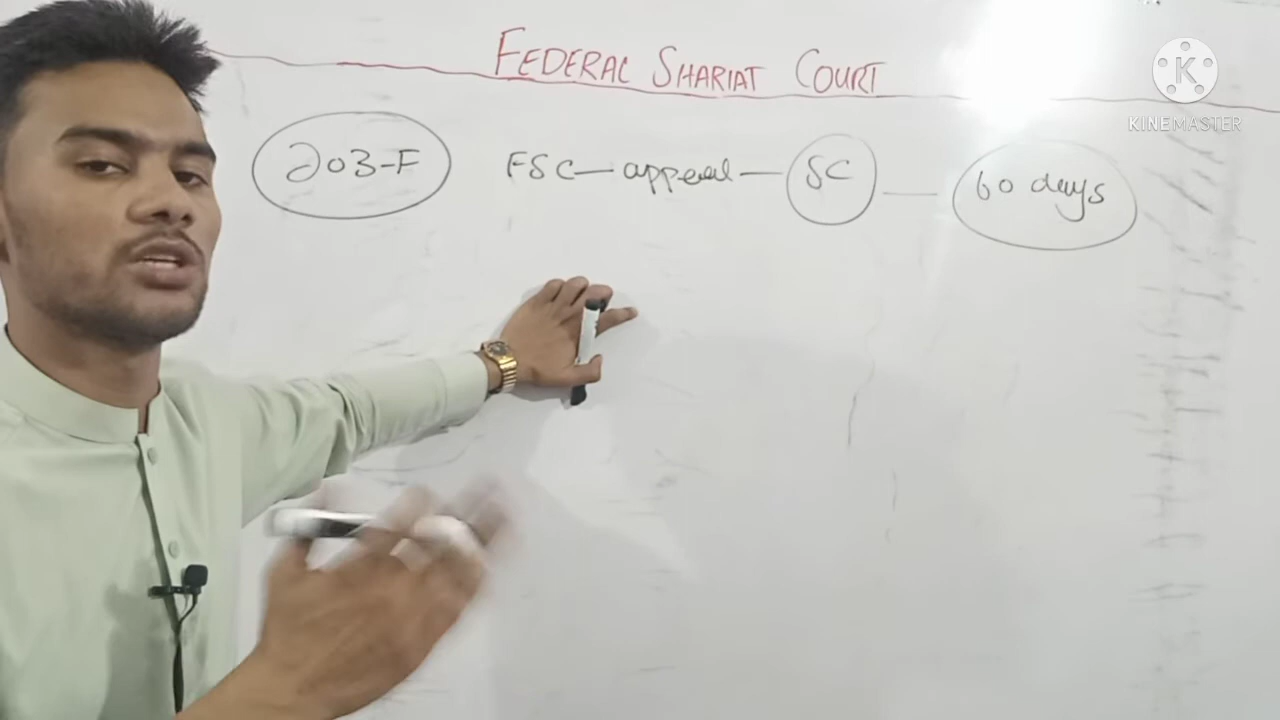 FEDERAL SHARIAT COURT
203-F FSC — appeal — SC — 60 days
KINEMASTER